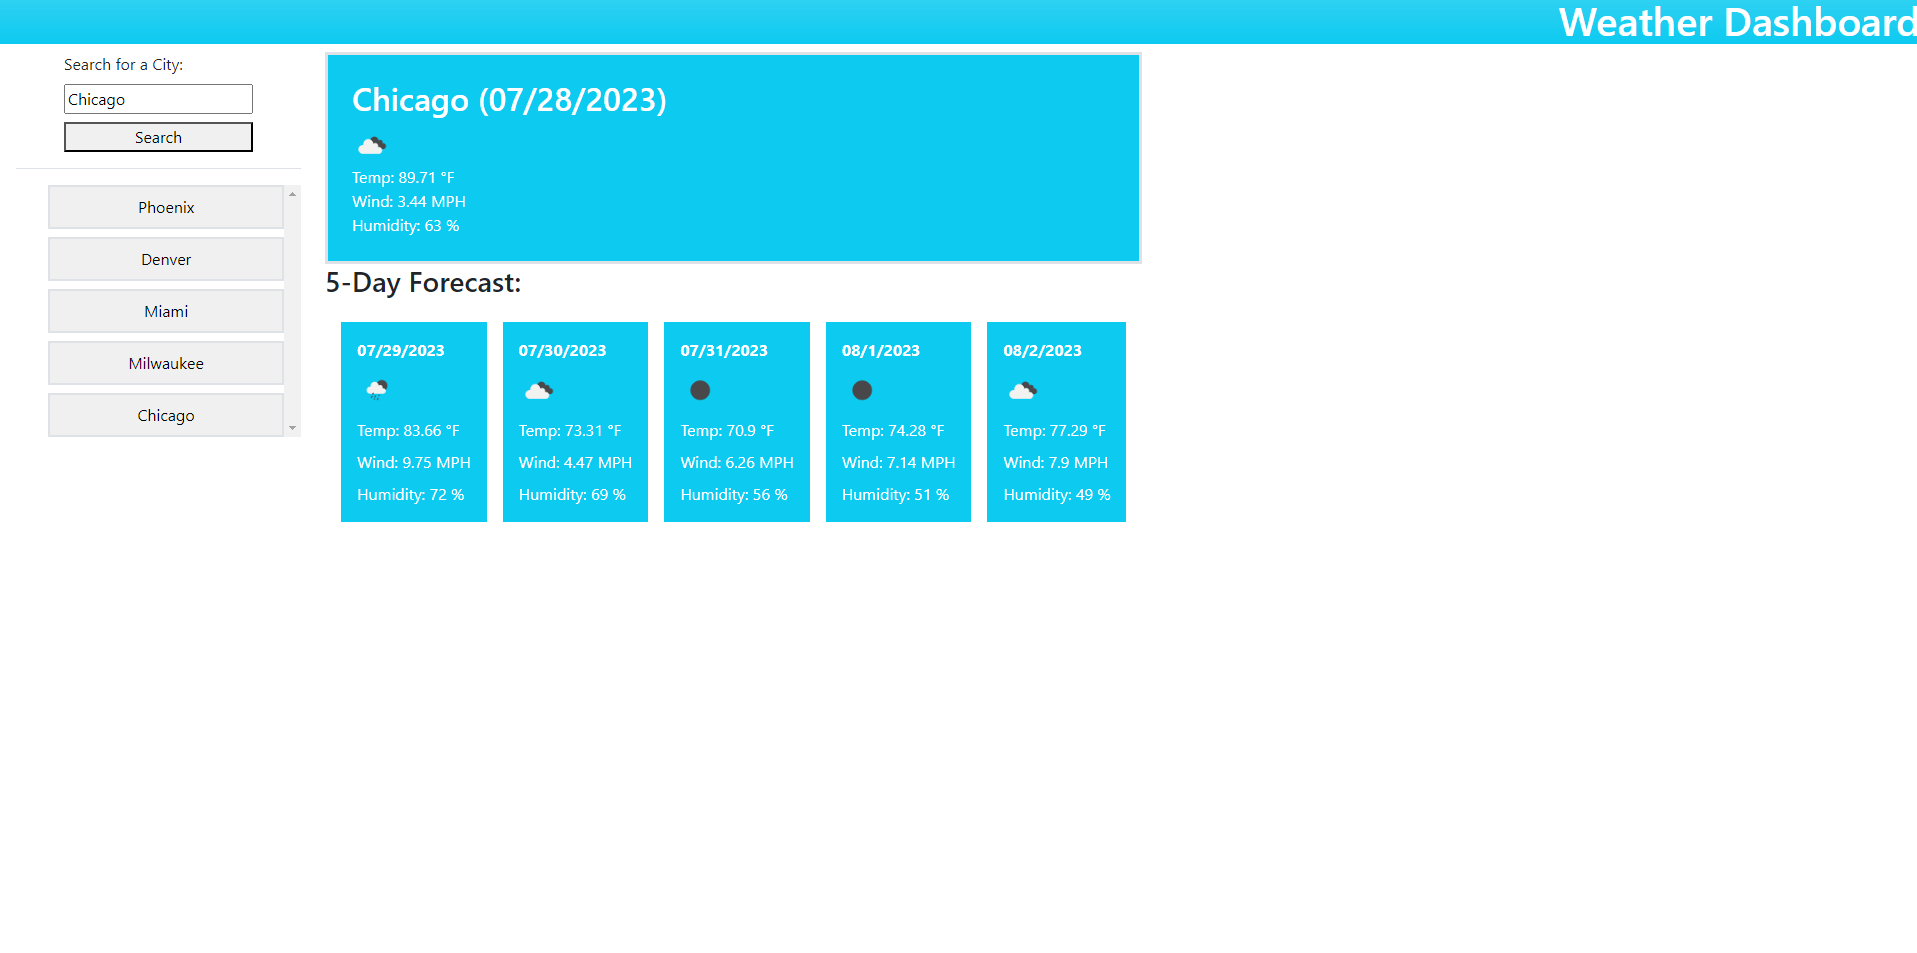 Weather Dashboard
Search for a City:
Chicago
Search
Phoenix
Denver
Miami
Milwaukee
Chicago
Chicago (07/28/2023)
Temp: 89.71 °F
Wind: 3.44 MPH
Humidity: 63 %
5-Day Forecast:
07/29/2023
Temp: 83.66 °F
Wind: 9.75 MPH
Humidity: 72 %
07/30/2023
Temp: 73.31 °F
Wind: 4.47 MPH
Humidity: 69 %
07/31/2023
Temp: 70.9 °F
Wind: 6.26 MPH
Humidity: 56 %
08/1/2023
Temp: 74.28 °F
Wind: 7.14 MPH
Humidity: 51 %
08/2/2023
Temp: 77.29 °F
Wind: 7.9 MPH
Humidity: 49 %